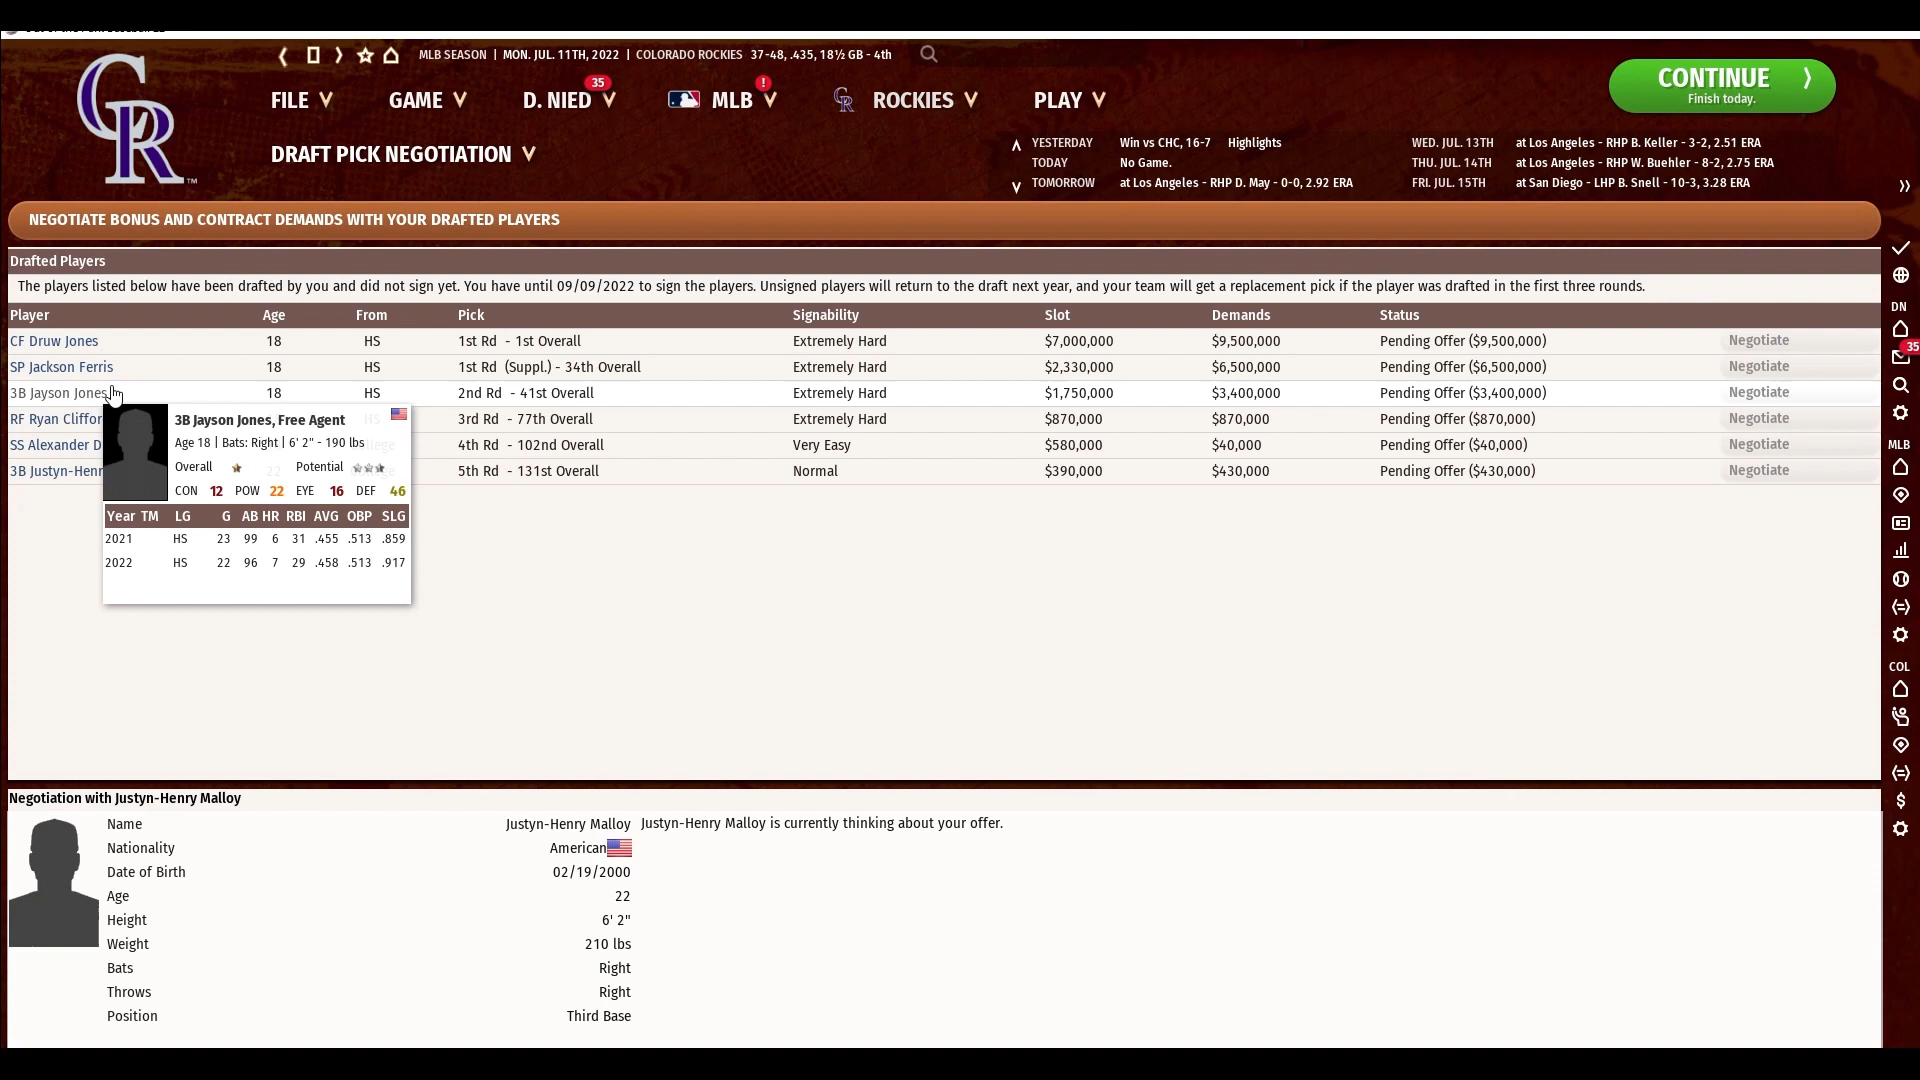 MLB SEASON | MON. JUL. 11TH, 2022 | COLORADO ROCKIES 37-48, .435, 18½ GB - 4th
CONTINUE
Finish today.
35
!
FILE GAME D. NIED MLB ROCKIES PLAY
CR
TM
DRAFT PICK NEGOTIATION
YESTERDAY Win vs CHC, 16-7 Highlights WED. JUL. 13TH at Los Angeles - RHP B. Keller - 3-2, 2.51 ERA
TODAY No Game. THU. JUL. 14TH at Los Angeles - RHP W. Buehler - 8-2, 2.75 ERA
TOMORROW at Los Angeles - RHP D. May - 0-0, 2.92 ERA FRI. JUL. 15TH at San Diego - LHP B. Snell - 10-3, 3.28 ERA
NEGOTIATE BONUS AND CONTRACT DEMANDS WITH YOUR DRAFTED PLAYERS
Drafted Players
The players listed below have been drafted by you and did not sign yet. You have until 09/09/2022 to sign the players. Unsigned players will return to the draft next year, and your team will get a replacement pick if the player was drafted in the first three rounds.
Player Age From Pick Signability Slot Demands Status
CF Druw Jones 18 HS 1st Rd - 1st Overall Extremely Hard $7,000,000 $9,500,000 Pending Offer ($9,500,000) Negotiate
SP Jackson Ferris 18 HS 1st Rd (Suppl.) - 34th Overall Extremely Hard $2,330,000 $6,500,000 Pending Offer ($6,500,000) Negotiate
3B Jayson Jones 18 HS 2nd Rd - 41st Overall Extremely Hard $1,750,000 $3,400,000 Pending Offer ($3,400,000) Negotiate
RF Ryan Cliffor HS 3rd Rd - 77th Overall Extremely Hard $870,000 $870,000 Pending Offer ($870,000) Negotiate
SS Alexander D 4th Rd - 102nd Overall Very Easy $580,000 $40,000 Pending Offer ($40,000) Negotiate
3B Justyn-Henr 22 5th Rd - 131st Overall Normal $390,000 $430,000 Pending Offer ($430,000) Negotiate
3B Jayson Jones, Free Agent
Age 18 | Bats: Right | 6' 2" - 190 lbs
Overall Potential
CON 12 POW 22 EYE 16 DEF 46
Year TM LG G AB HR RBI AVG OBP SLG
2021 HS 23 99 6 31 .455 .513 .859
2022 HS 22 96 7 29 .458 .513 .917
Negotiation with Justyn-Henry Malloy
Name Justyn-Henry Malloy Justyn-Henry Malloy is currently thinking about your offer.
Nationality American
Date of Birth 02/19/2000
Age 22
Height 6' 2"
Weight 210 lbs
Bats Right
Throws Right
Position Third Base
DN
35
MLB
COL
$